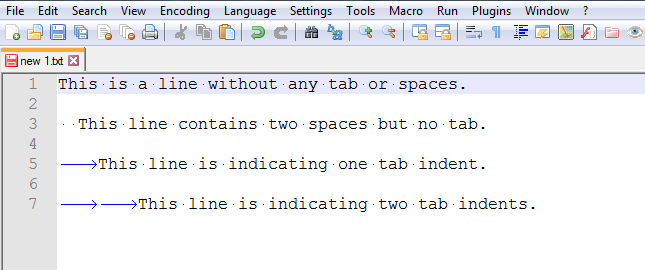 File Edit Search View Encoding Language Settings Tools Macro Run Plugins Window ?
new 1.txt
1 This is a line without any tab or spaces.
2
3 This line contains two spaces but no tab.
4
5 This line is indicating one tab indent.
6
7 This line is indicating two tab indents.